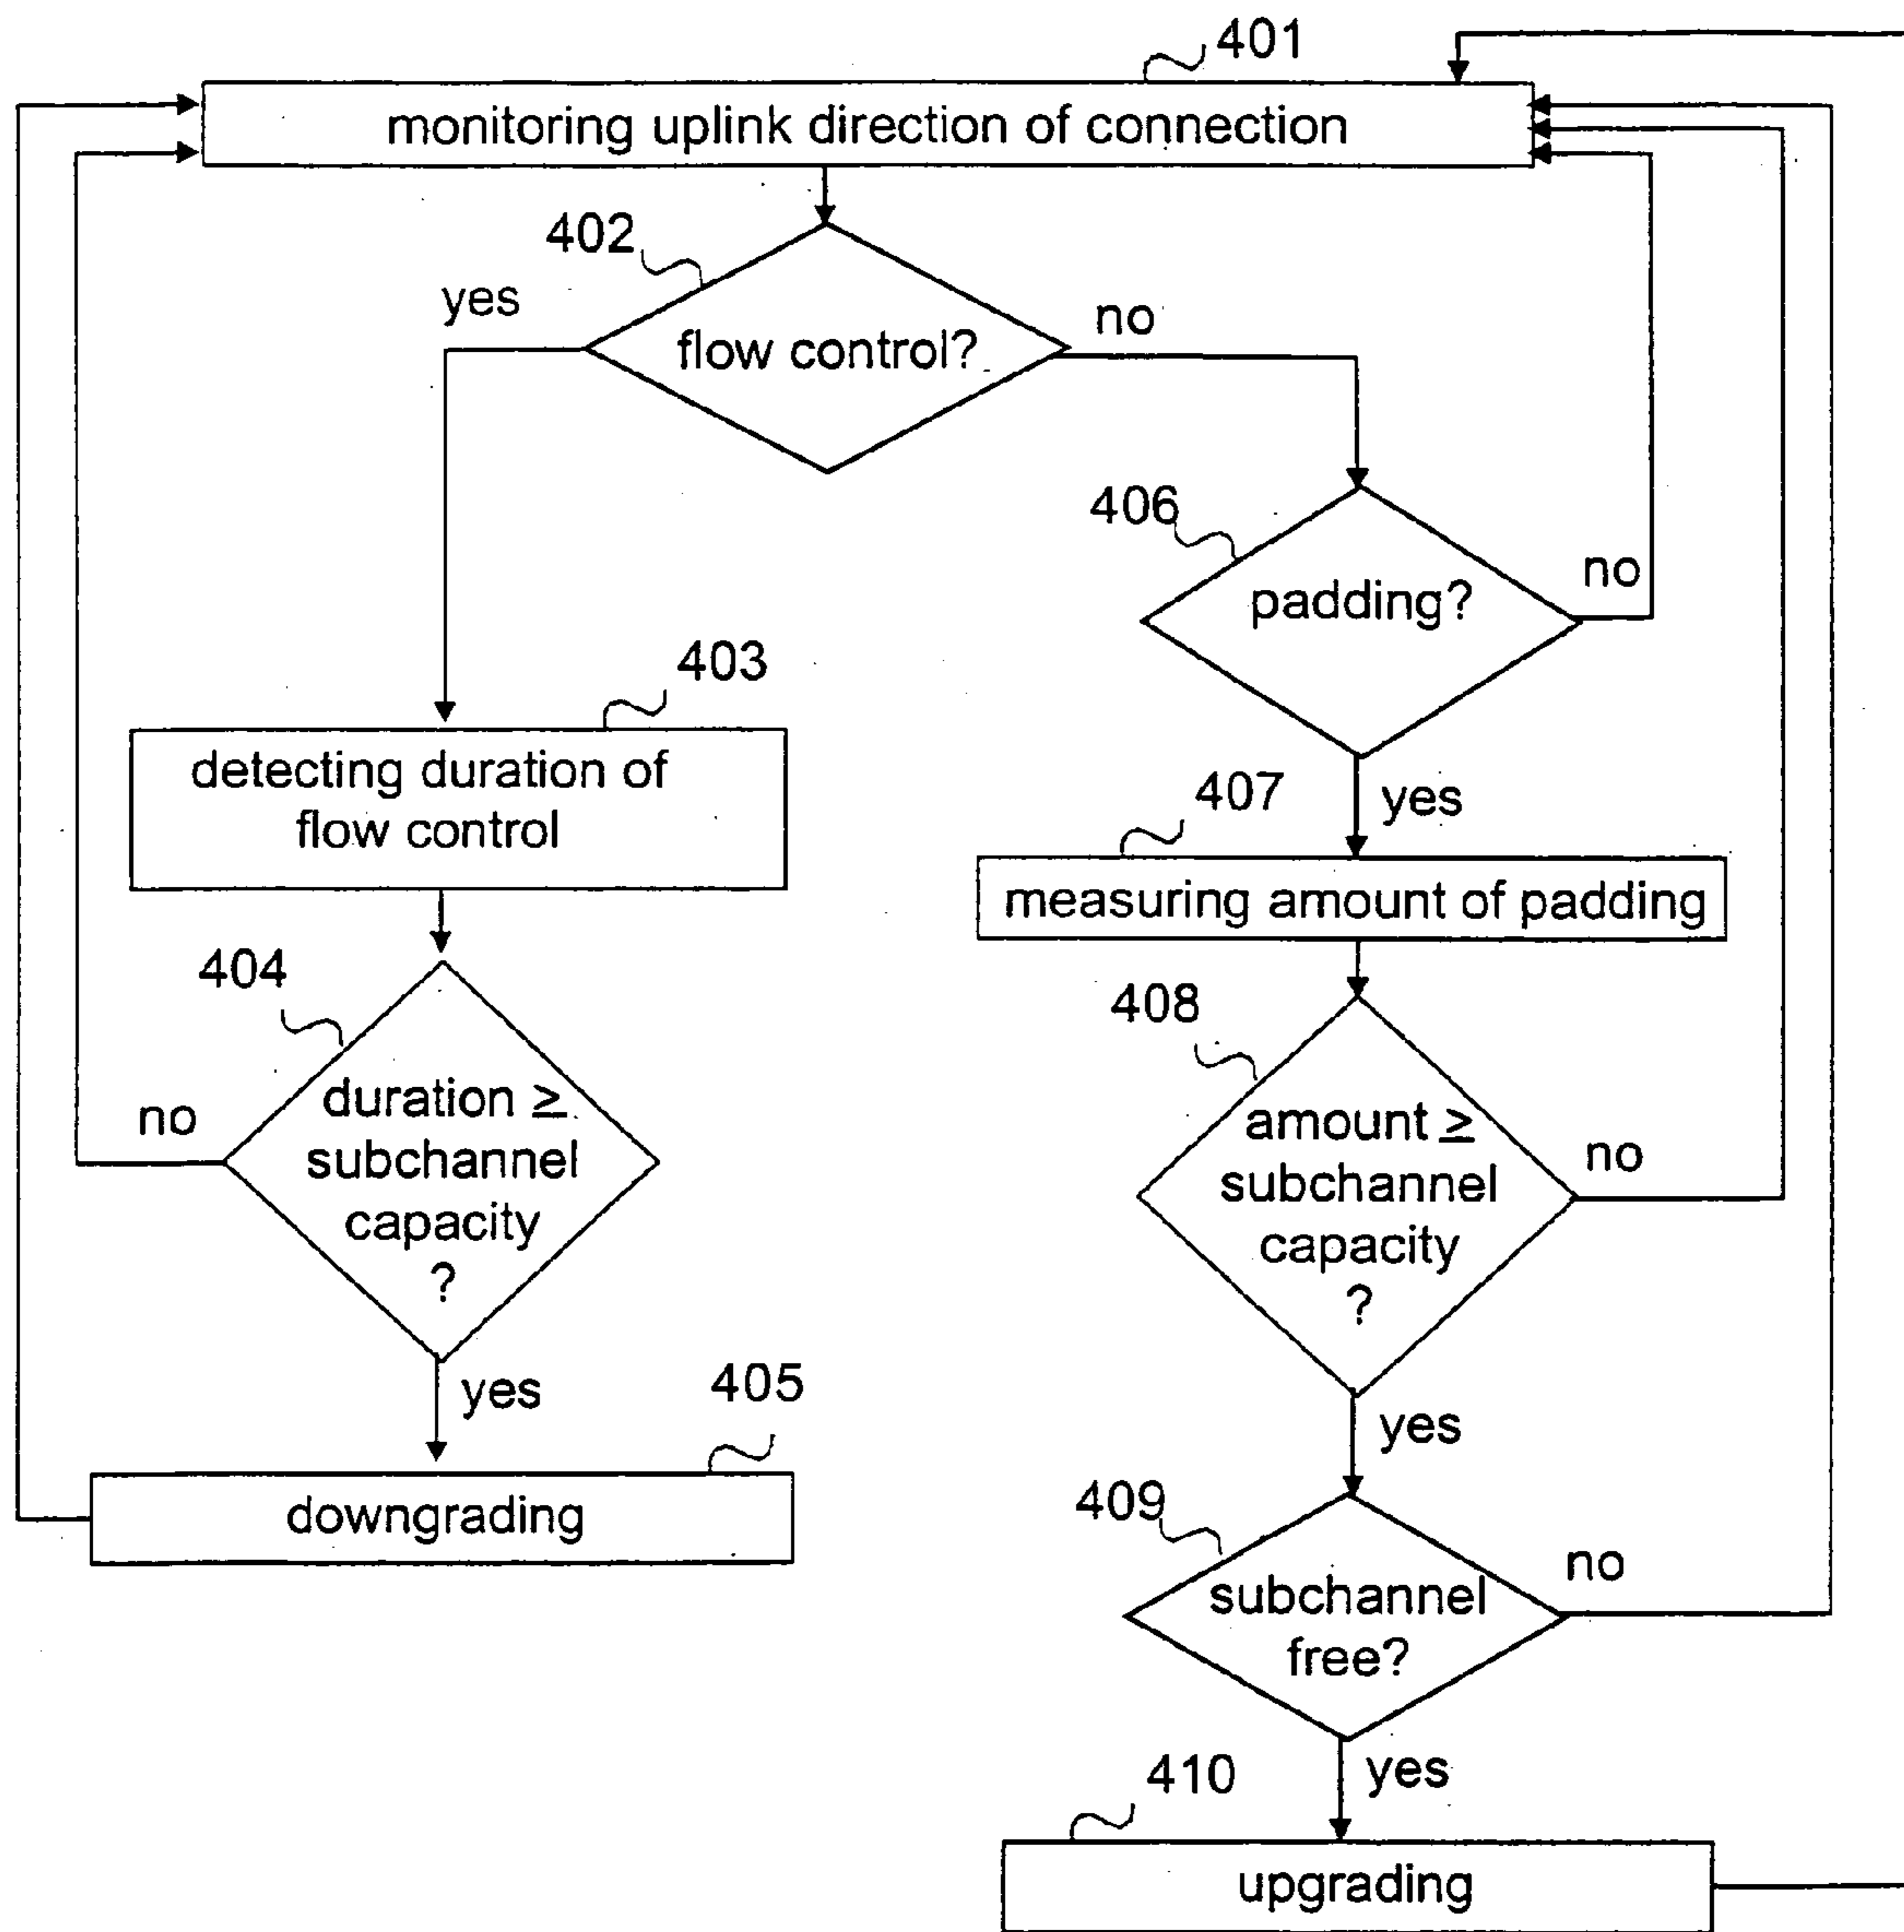 401
monitoring uplink direction of connection
402
yes
flow control?
no
406
padding?
no
403
detecting duration of
flow control
407
yes
measuring amount of padding
404
duration ≥
subchannel
capacity
?
no
408
amount ≥
subchannel
capacity
?
no
yes
405
downgrading
yes
409
subchannel
free?
no
410
yes
upgrading